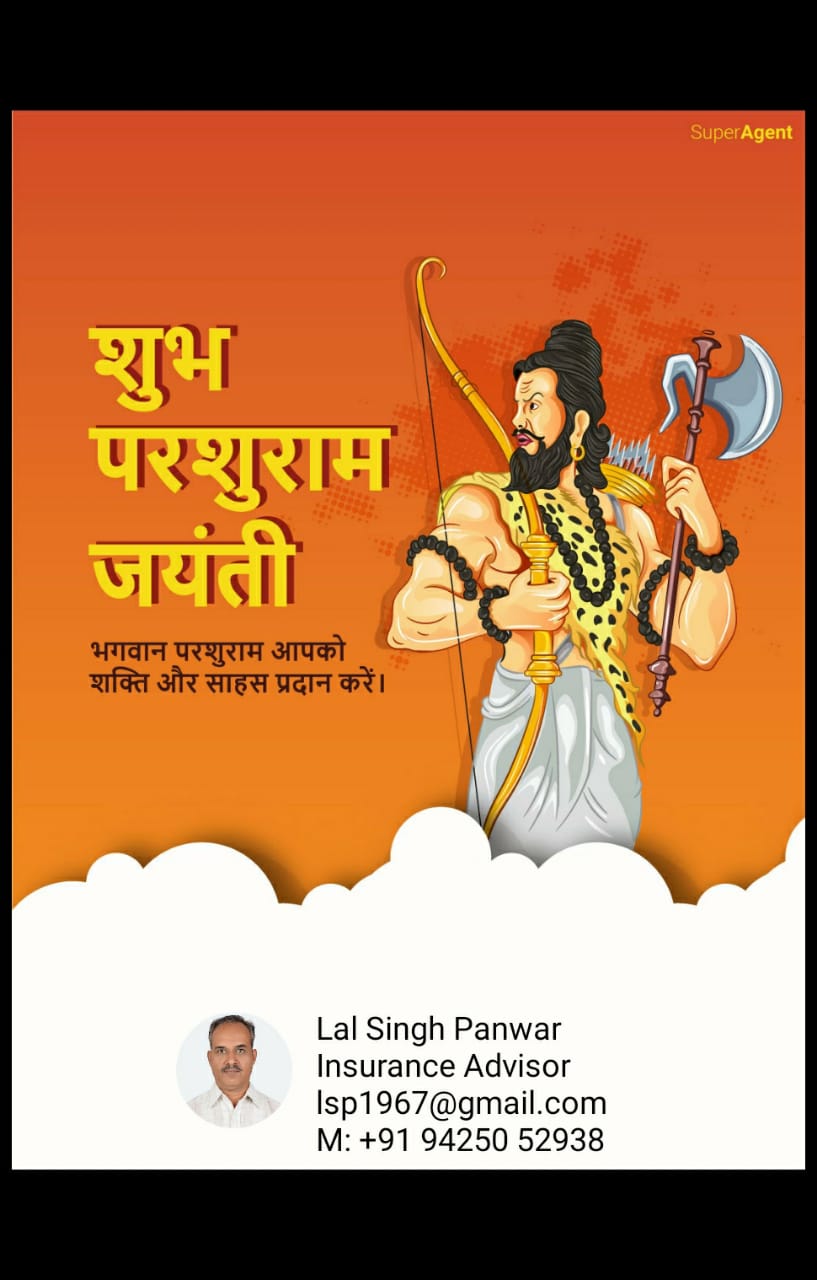 SuperAgent
शुभ
परशुराम
जयंती
भगवान परशुराम आपको
शक्ति और साहस प्रदान करें।
Lal Singh Panwar
Insurance Advisor
lsp1967@gmail.com
M: +91 94250 52938